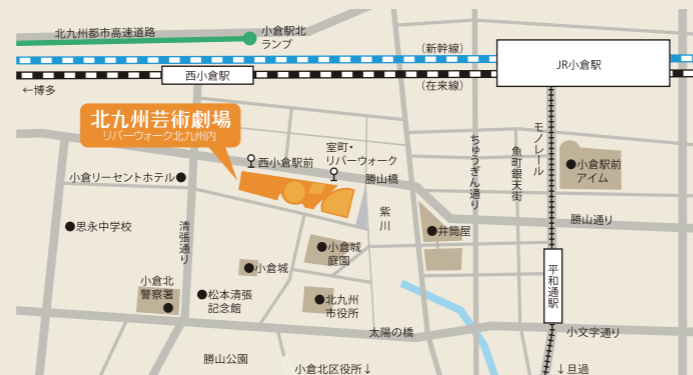 北九州都市高速道路
小倉駅北
ランプ
(新幹線)
JR小倉駅
西小倉駅
(在来線)
←博多
北九州芸術劇場
リバーウォーク北九州内
室町・
リバーウォーク
西小倉駅前
勝山橋
ちゅうぎん通り
魚町銀天街
モノレール
小倉駅前
アイム
小倉リーセントホテル
紫川
勝山通り
思永中学校
清張通り
井筒屋
小倉城
庭園
小倉城
平和通駅
小倉北
警察署
松本清張
記念館
北九州
市役所
太陽の橋
小文字通り
勝山公園
小倉北区役所↓
↓旦過